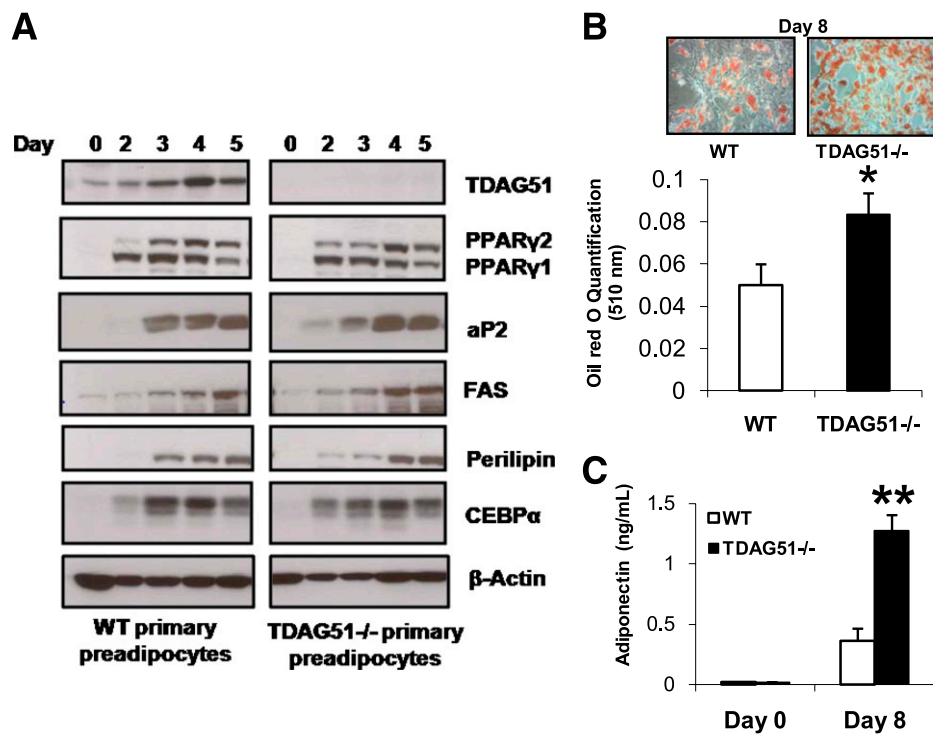 A
Day 0 2 3 4 5 0 2 3 4 5
TDAG51
PPARγ2
PPARγ1
aP2
FAS
Perilipin
CEBPα
β-Actin
WT primary
preadipocytes
TDAG51-/- primary
preadipocytes
B
Day 8
WT TDAG51-/-
*
0.1
0.08
0.06
0.04
0.02
0
Oil red O Quantification
(510 nm)
WT TDAG51-/-
C
**
1.5
1
0.5
0
Adiponectin (ng/mL)
WT
TDAG51-/-
Day 0 Day 8